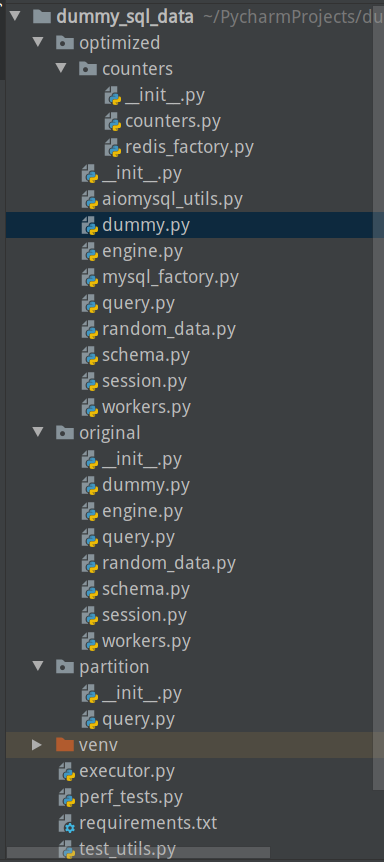 dummy_sql_data ~/PycharmProjects/du
optimized
counters
__init__.py
counters.py
redis_factory.py
__init__.py
aiomysql_utils.py
dummy.py
engine.py
mysql_factory.py
query.py
random_data.py
schema.py
session.py
workers.py
original
__init__.py
dummy.py
engine.py
query.py
random_data.py
schema.py
session.py
workers.py
partition
__init__.py
query.py
venv
executor.py
perf_tests.py
requirements.txt
test_utils.py